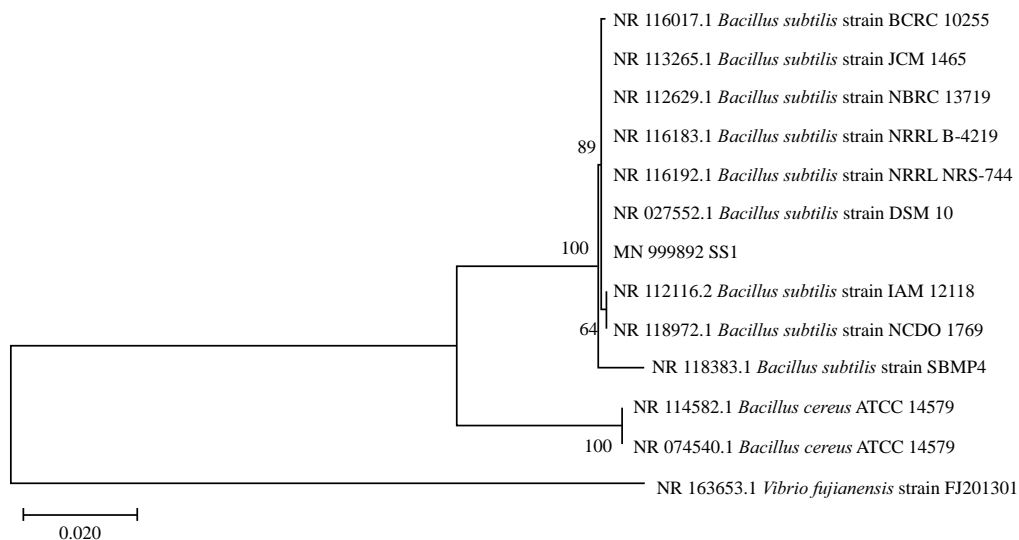 NR 116017.1 Bacillus subtilis strain BCRC 10255
NR 113265.1 Bacillus subtilis strain JCM 1465
NR 112629.1 Bacillus subtilis strain NBRC 13719
NR 116183.1 Bacillus subtilis strain NRRL B-4219
89
NR 116192.1 Bacillus subtilis strain NRRL NRS-744
NR 027552.1 Bacillus subtilis strain DSM 10
100
MN 999892 SS1
NR 112116.2 Bacillus subtilis strain IAM 12118
64
NR 118972.1 Bacillus subtilis strain NCDO 1769
NR 118383.1 Bacillus subtilis strain SBMP4
NR 114582.1 Bacillus cereus ATCC 14579
100
NR 074540.1 Bacillus cereus ATCC 14579
NR 163653.1 Vibrio fujianensis strain FJ201301
0.020